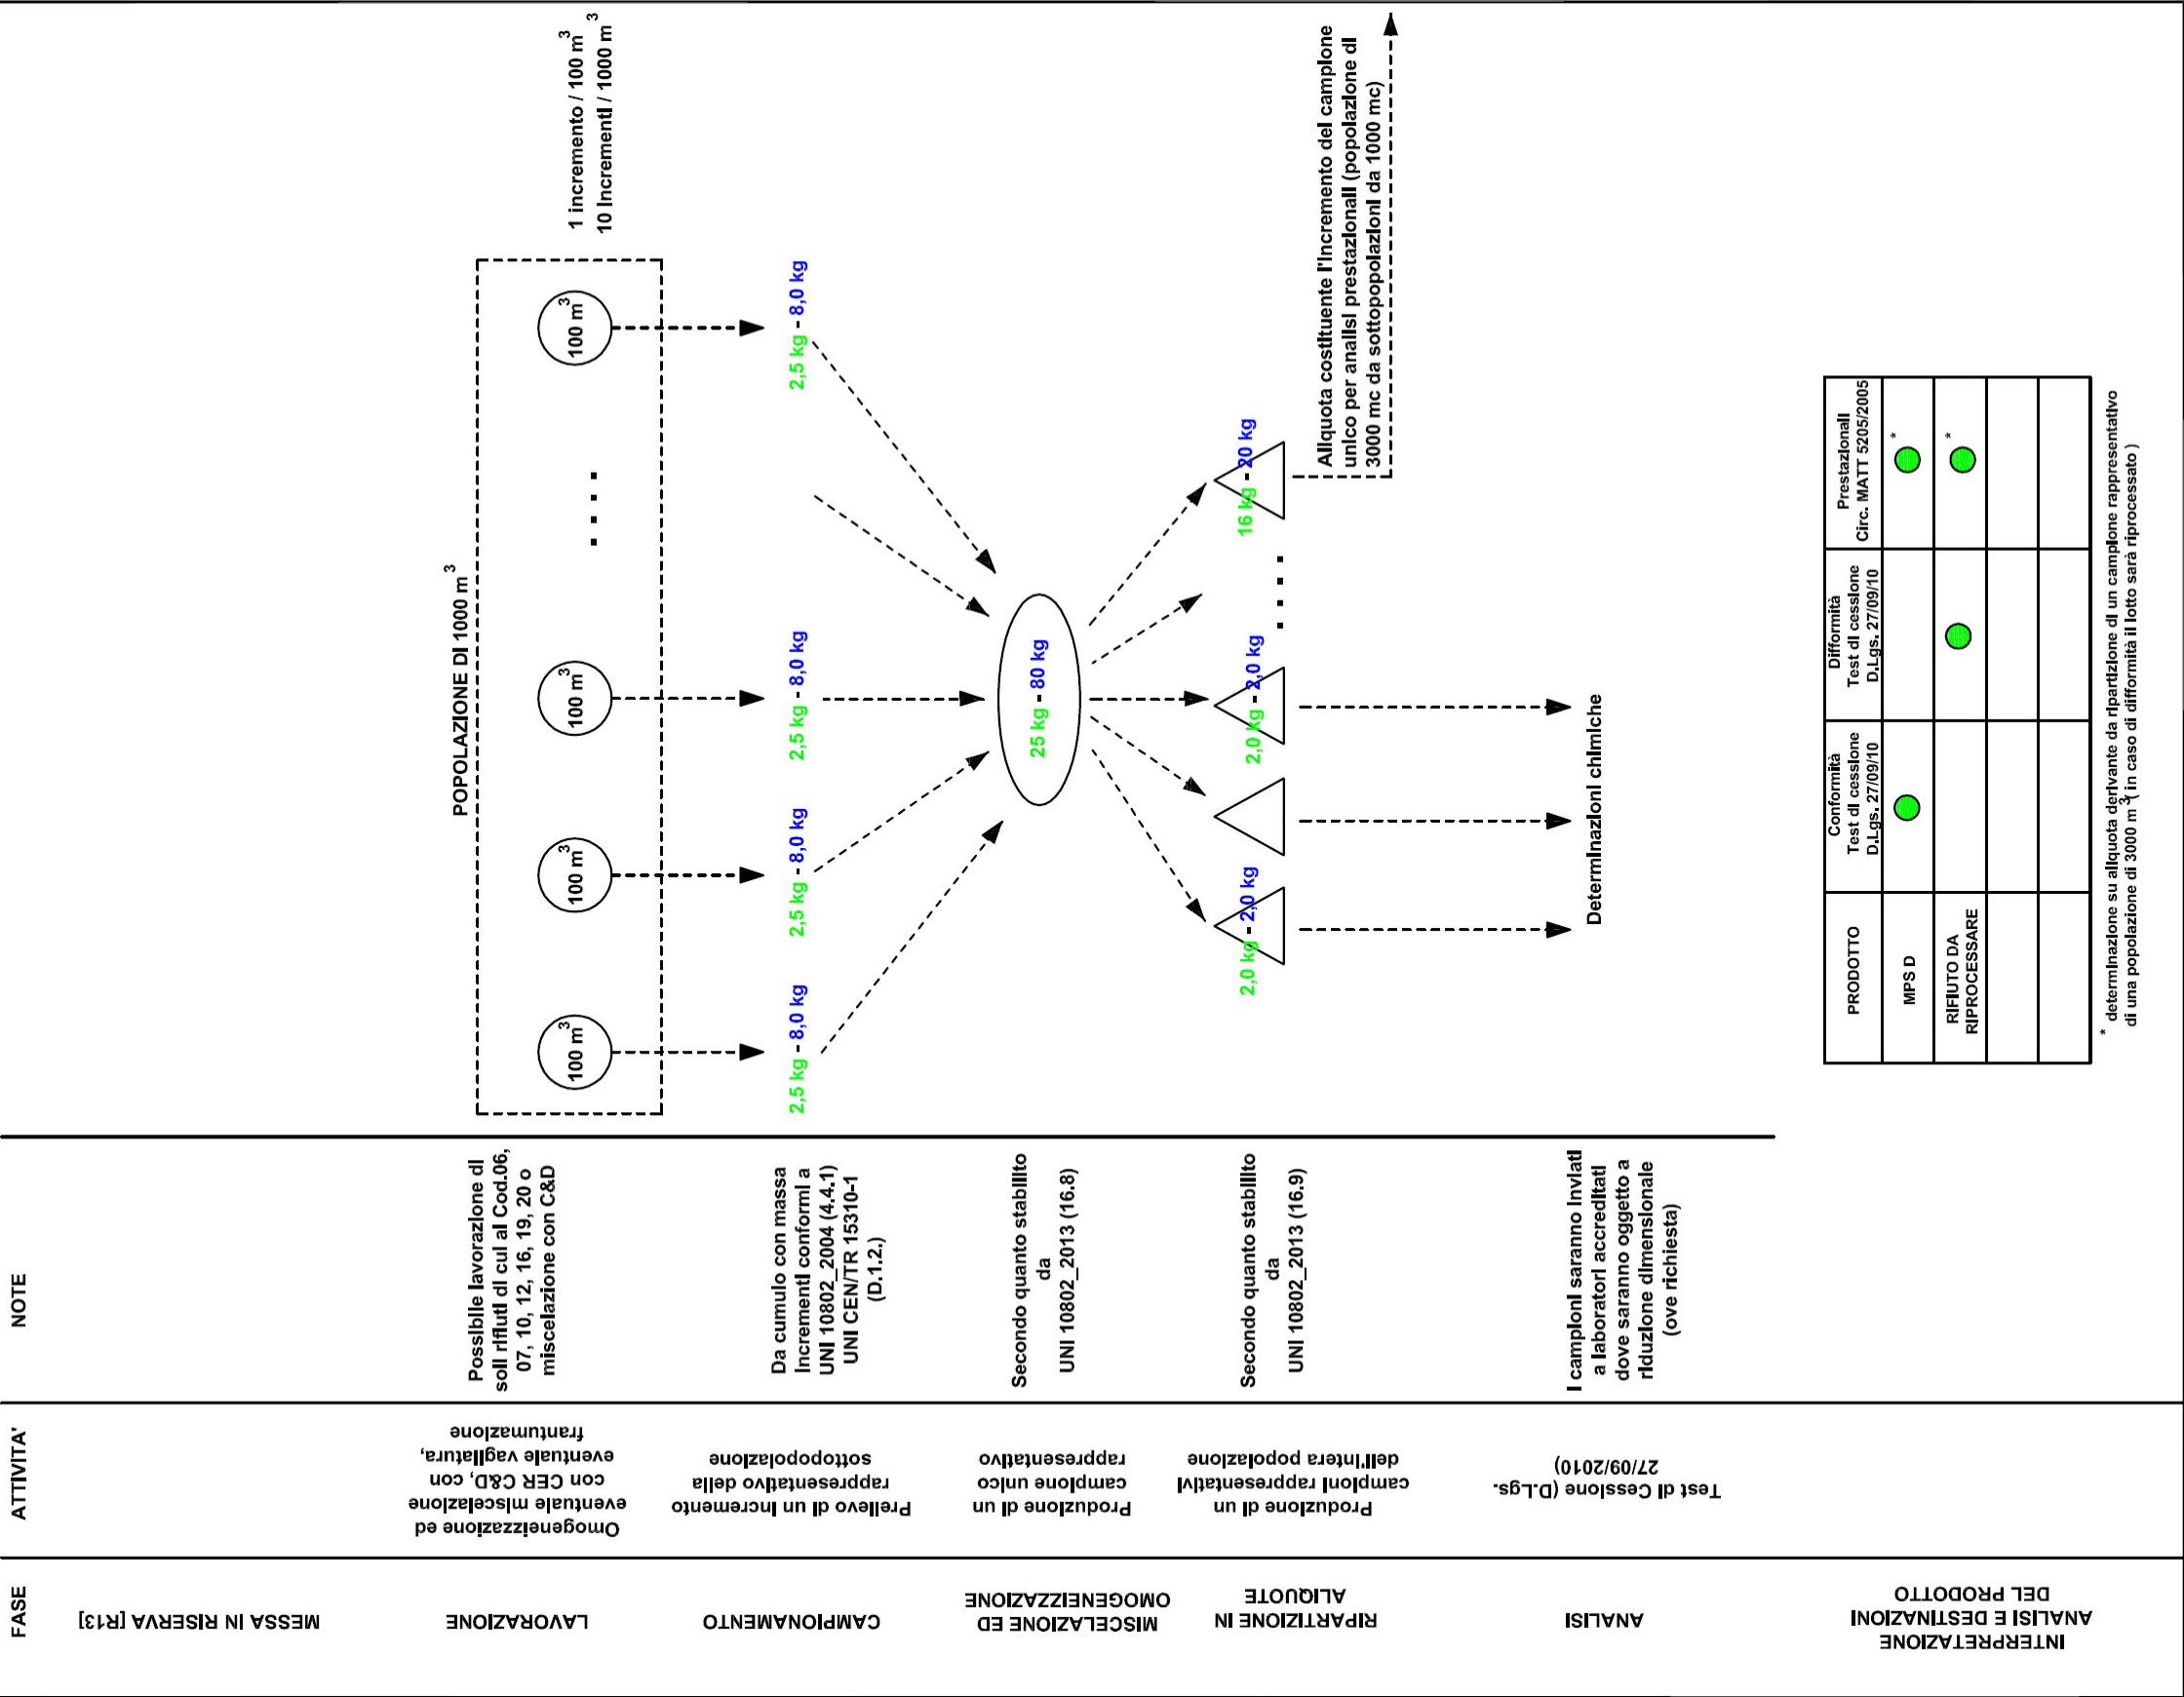 FASE
ATTIVITA'
NOTE
MESSA IN RISERVA [R13]
LAVORAZIONE
Omogeneizzazione ed
eventuale miscelazione
con CER C&D, con
eventuale vagliatura,
frantumazione
Possibile lavorazione di
soli rifiuti di cui al Cod.06,
07, 10, 12, 16, 19, 20 o
miscelazione con C&D
POPOLAZIONE DI 1000 m3
100 m3
100 m3
100 m3
. . . .
100 m3
1 incremento / 100 m3
10 incrementi / 1000 m3
CAMPIONAMENTO
Prelievo di un incremento
rappresentativo della
sottopopolazione
Da cumulo con massa
incrementi conformi a
UNI 10802_2004 (4.4.1)
UNI CEN/TR 15310-1
(D.1.2.)
2,5 kg - 8,0 kg
2,5 kg - 8,0 kg
2,5 kg - 8,0 kg
2,5 kg - 8,0 kg
MISCELAZIONE ED
OMOGENEIZZAZIONE
Produzione di un
campione unico
rappresentativo
Secondo quanto stabilito
da
UNI 10802_2013 (16.8)
25 kg - 80 kg
RIPARTIZIONE IN
ALIQUOTE
Produzione di un
campioni rappresentativi
dell'intera popolazione
Secondo quanto stabilito
da
UNI 10802_2013 (16.9)
2,0 kg - 2,0 kg
2,0 kg - 2,0 kg
. . . .
16 kg - 20 kg
Aliquota costituente l'incremento del campione
unico per analisi prestazionali (popolazione di
3000 mc da sottopopolazioni da 1000 mc)
ANALISI
Test di Cessione (D.Lgs.
27/09/2010)
I campioni saranno inviati
a laboratori accreditati
dove saranno oggetto a
riduzione dimensionale
(ove richiesta)
Determinazioni chimiche
INTERPRETAZIONE
ANALISI E DESTINAZIONI
DEL PRODOTTO
PRODOTTO
Conformità
Test di cessione
D.Lgs. 27/09/10
Difformità
Test di cessione
D.Lgs. 27/09/10
Prestazionali
Circ. MATT 5205/2005
MPS D
*
RIFIUTO DA
RIPROCESSARE
*
* determinazione su aliquota derivante da ripartizione di un campione rappresentativo
di una popolazione di 3000 m3 ( in caso di difformità il lotto sarà riprocessato )